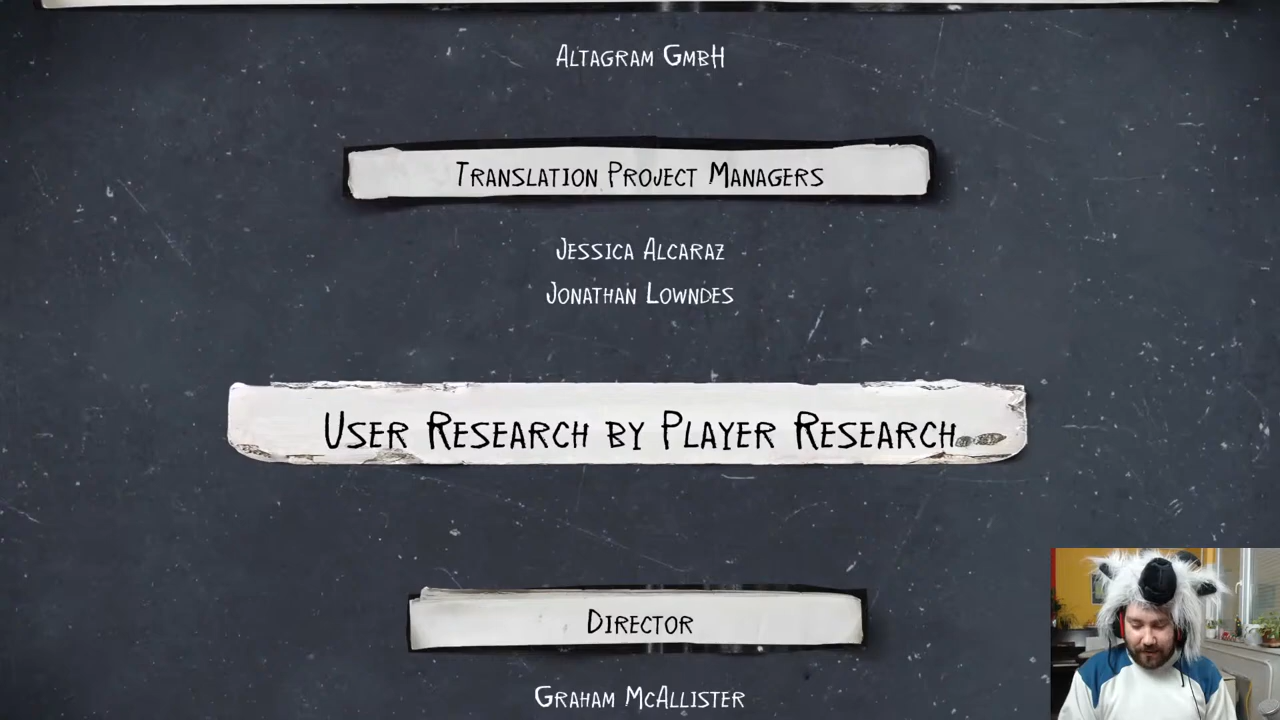 Altagram GmbH
Translation Project Managers
Jessica Alcaraz
Jonathan Lowndes
User Research by Player Research
Director
Graham McAllister